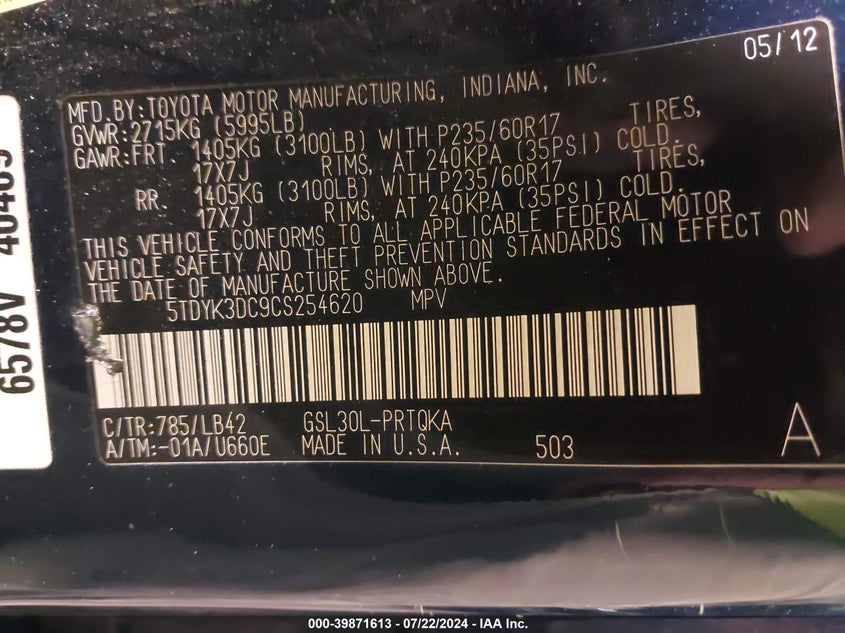 05/12
MFD.BY:TOYOTA MOTOR MANUFACTURING, INDIANA, INC.
GVWR:2715KG (5995LB)
GAWR:FRT. 1405KG (3100LB) WITH P235/60R17 TIRES,
17X7J RIMS, AT 240KPA (35PSI) COLD.
RR. 1405KG (3100LB) WITH P235/60R17 TIRES,
17X7J RIMS, AT 240KPA (35PSI) COLD.
THIS VEHICLE CONFORMS TO ALL APPLICABLE FEDERAL MOTOR
VEHICLE SAFETY AND THEFT PREVENTION STANDARDS IN EFFECT ON
THE DATE OF MANUFACTURE SHOWN ABOVE.
5TDYK3DC9CS254620 MPV
C/TR:785/LB42 GSL30L-PRTQKA
A/TM:-01A/U660E MADE IN U.S.A. 503 A
6578V
000-39871613 - 07/22/2024 - IAA Inc.